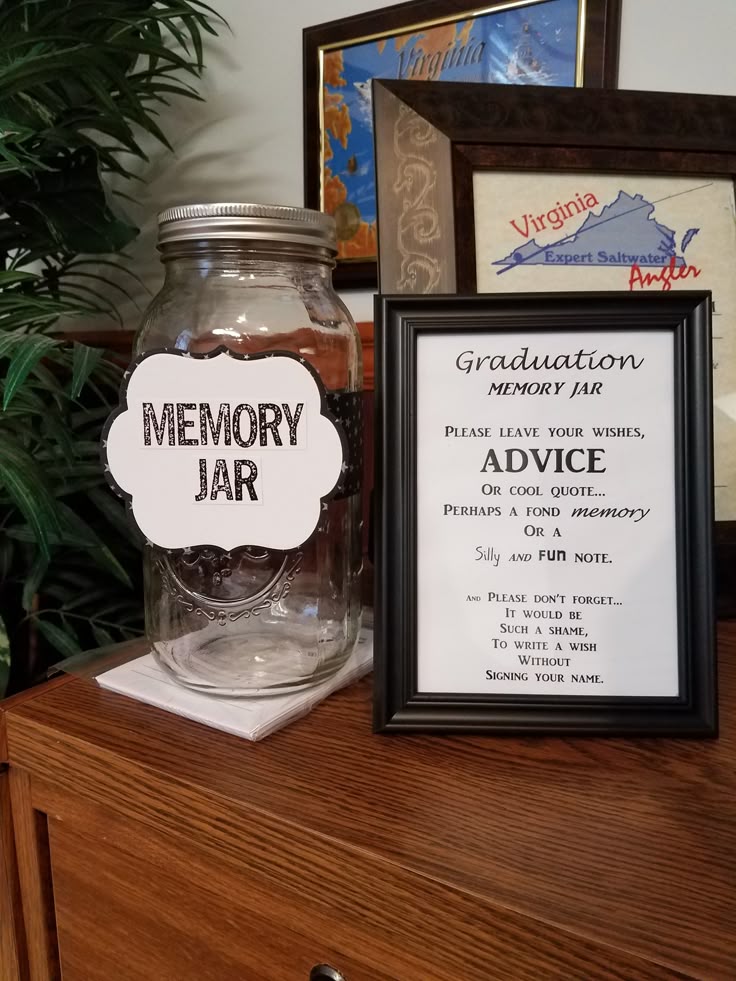 Virginia
Virginia
Expert Saltwater
Angler
MEMORY
JAR
Graduation
MEMORY JAR
PLEASE LEAVE YOUR WISHES,
ADVICE
OR COOL QUOTE...
PERHAPS A FOND memory
OR A
Silly AND FUN NOTE.
AND PLEASE DON'T FORGET...
IT WOULD BE
SUCH A SHAME,
TO WRITE A WISH
WITHOUT
SIGNING YOUR NAME.